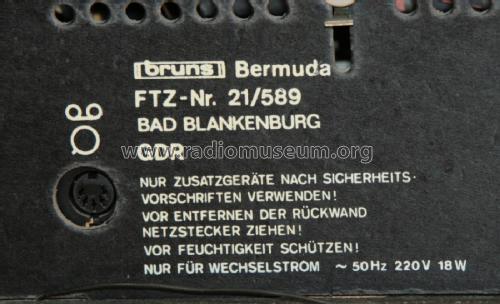 bruns Bermuda
FTZ-Nr. 21/589
BAD BLANKENBURG
GDR
www.radiomuseum.org
NUR ZUSATZGERÄTE NACH SICHERHEITS-
VORSCHRIFTEN VERWENDEN!
VOR ENTFERNEN DER RÜCKWAND
NETZSTECKER ZIEHEN!
VOR FEUCHTIGKEIT SCHÜTZEN!
NUR FÜR WECHSELSTROM ~ 50Hz 220V 18W